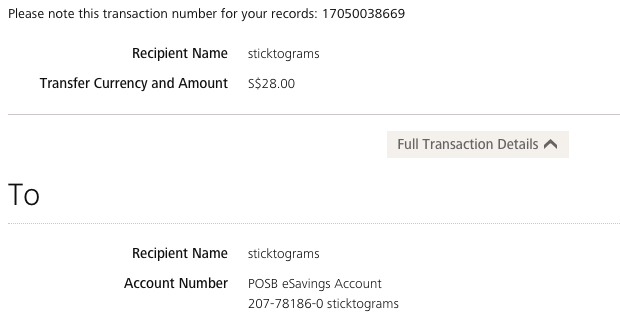 Please note this transaction number for your records: 17050038669
Recipient Name sticktograms
Transfer Currency and Amount S$28.00
Full Transaction Details
To
Recipient Name sticktograms
Account Number POSB eSavings Account
207-78186-0 sticktograms